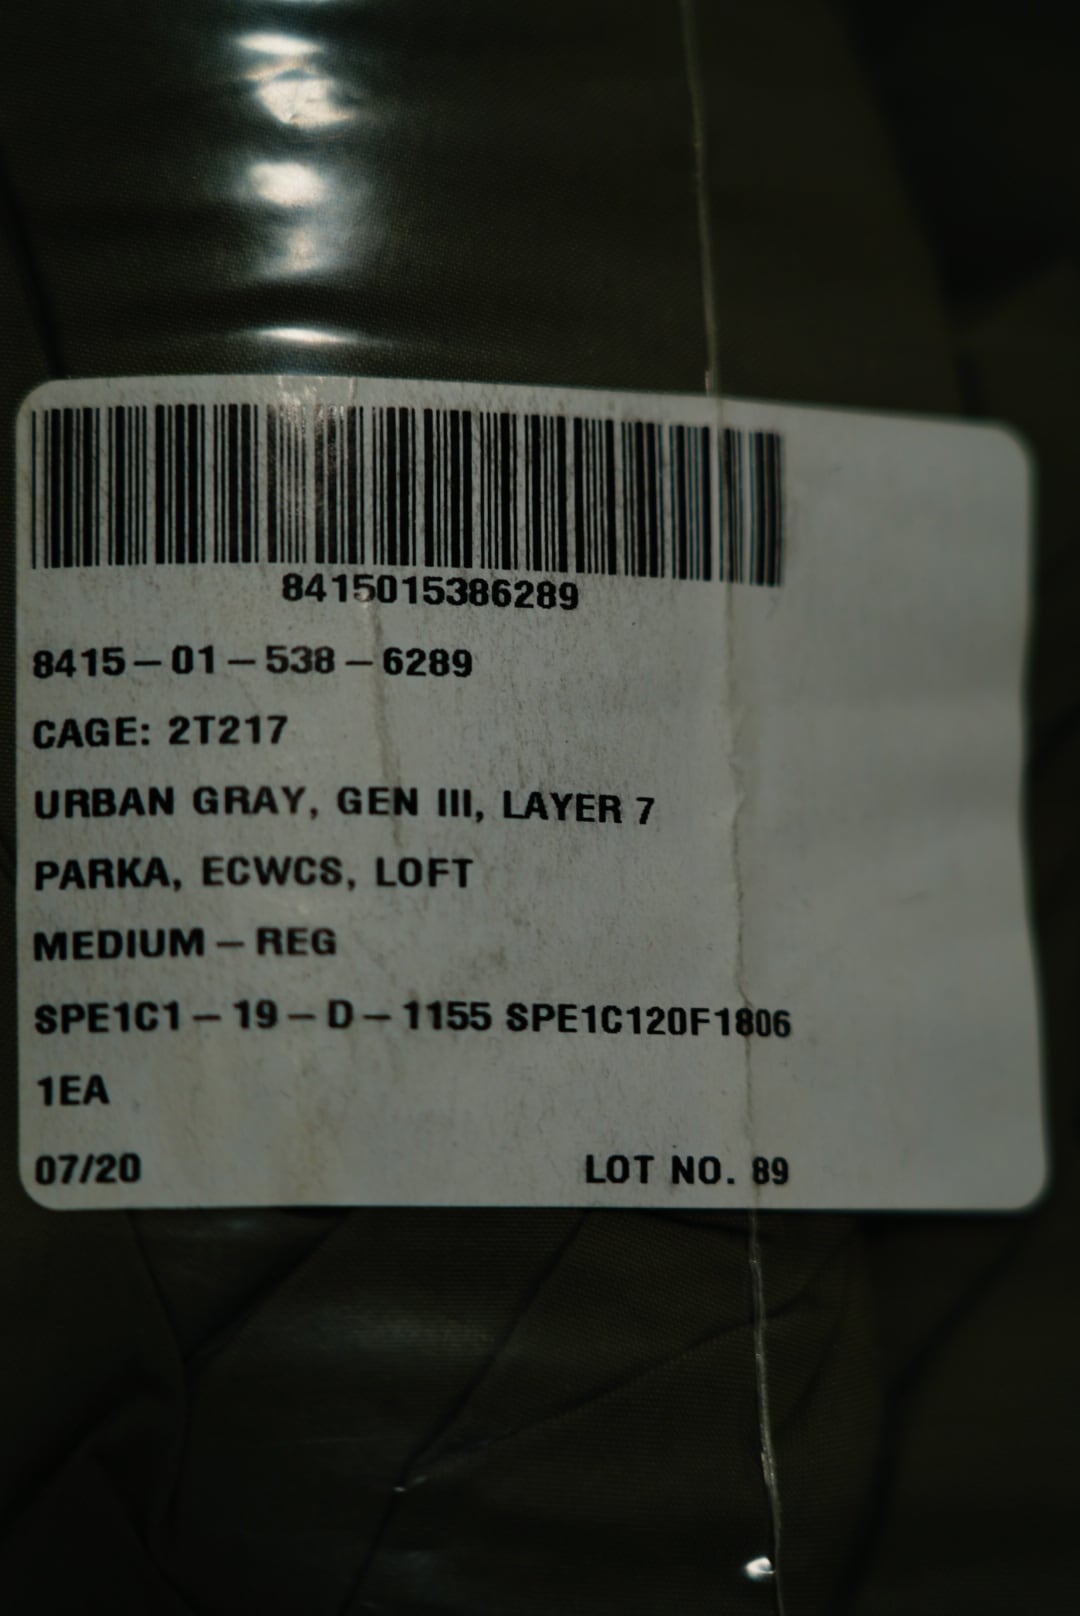 8415015386289
8415-01-538-6289
CAGE: 2T217
URBAN GRAY, GEN III, LAYER 7
PARKA, ECWCS, LOFT
MEDIUM-REG
SPE1C1-19-D-1155 SPE1C120F1806
1EA
07/20 LOT NO. 89